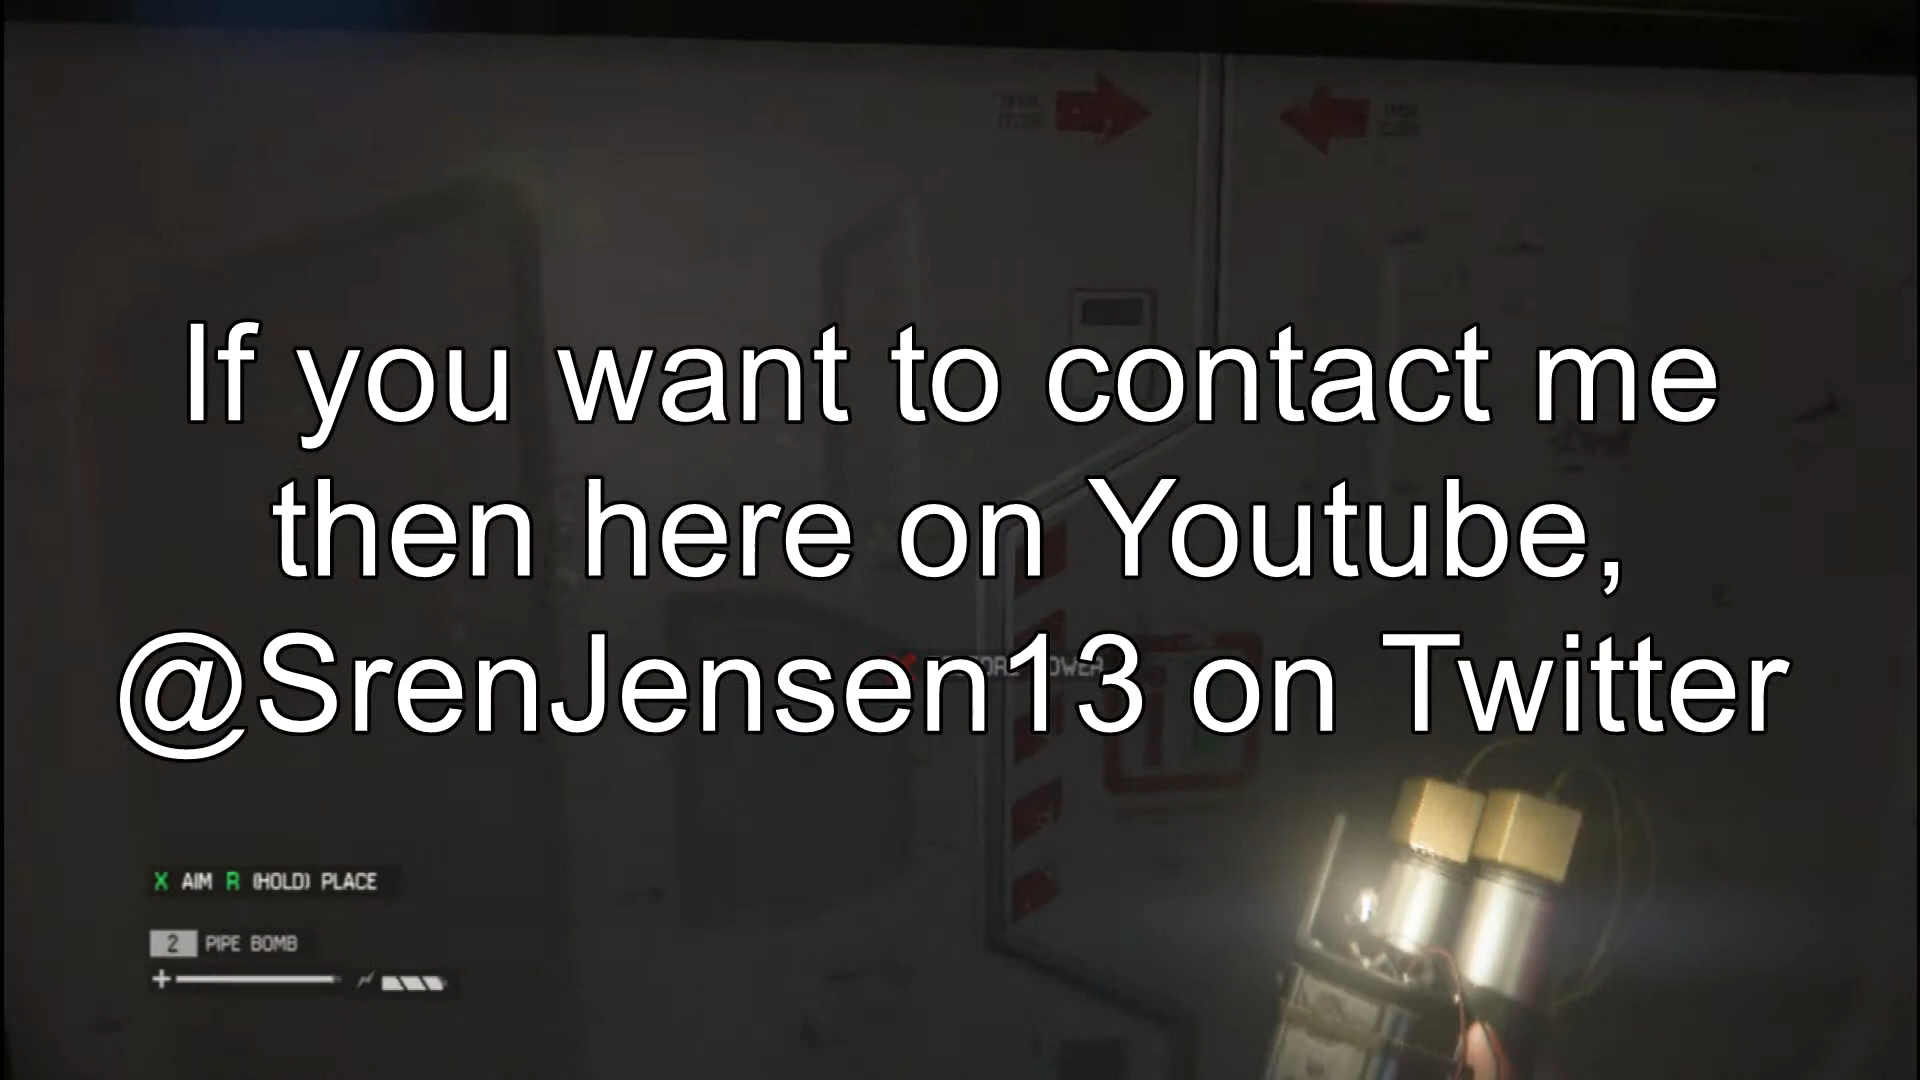 If you want to contact me
then here on Youtube,
@SrenJensen13 on Twitter
X AIM R (HOLD) PLACE
2 PIPE BOMB